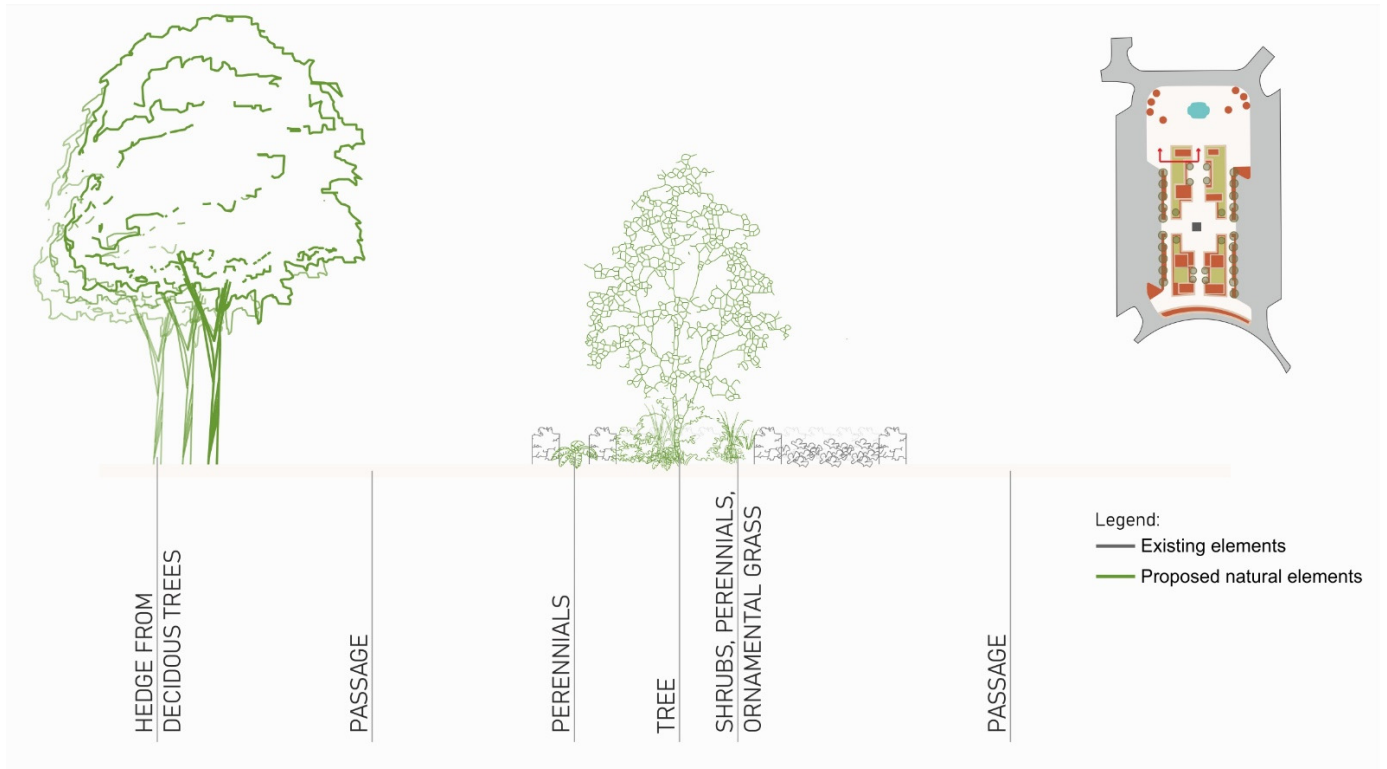 Legend:
Existing elements
Proposed natural elements
HEDGE FROM
DECIDOUS TREES
PASSAGE
PERENNIALS
TREE
SHRUBS, PERENNIALS,
ORNAMENTAL GRASS
PASSAGE